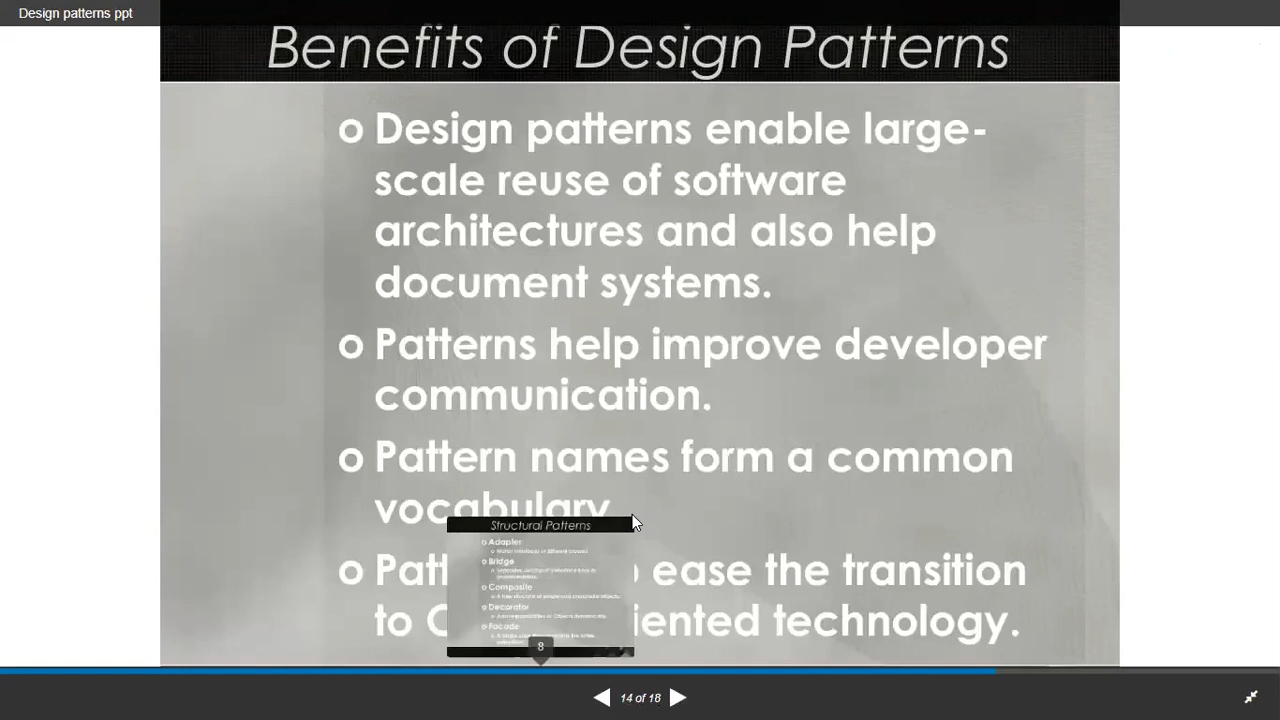 Design patterns ppt
Benefits of Design Patterns
o Design patterns enable large-
scale reuse of software
architectures and also help
document systems.
o Patterns help improve developer
communication.
o Pattern names form a common
vocabulary
o Patt ease the transition
to O iented technology.
Structural Patterns
o Adapter
o Bridge
o Composite
o Decorator
o Facade
8
14 of 18